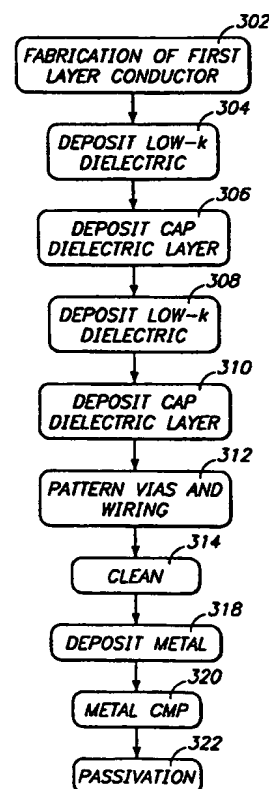 302
FABRICATION OF FIRST
LAYER CONDUCTOR
304
DEPOSIT LOW-k
DIELECTRIC
306
DEPOSIT CAP
DIELECTRIC LAYER
308
DEPOSIT LOW-k
DIELECTRIC
310
DEPOSIT CAP
DIELECTRIC LAYER
312
PATTERN VIAS AND
WIRING
314
CLEAN
318
DEPOSIT METAL
320
METAL CMP
322
PASSIVATION